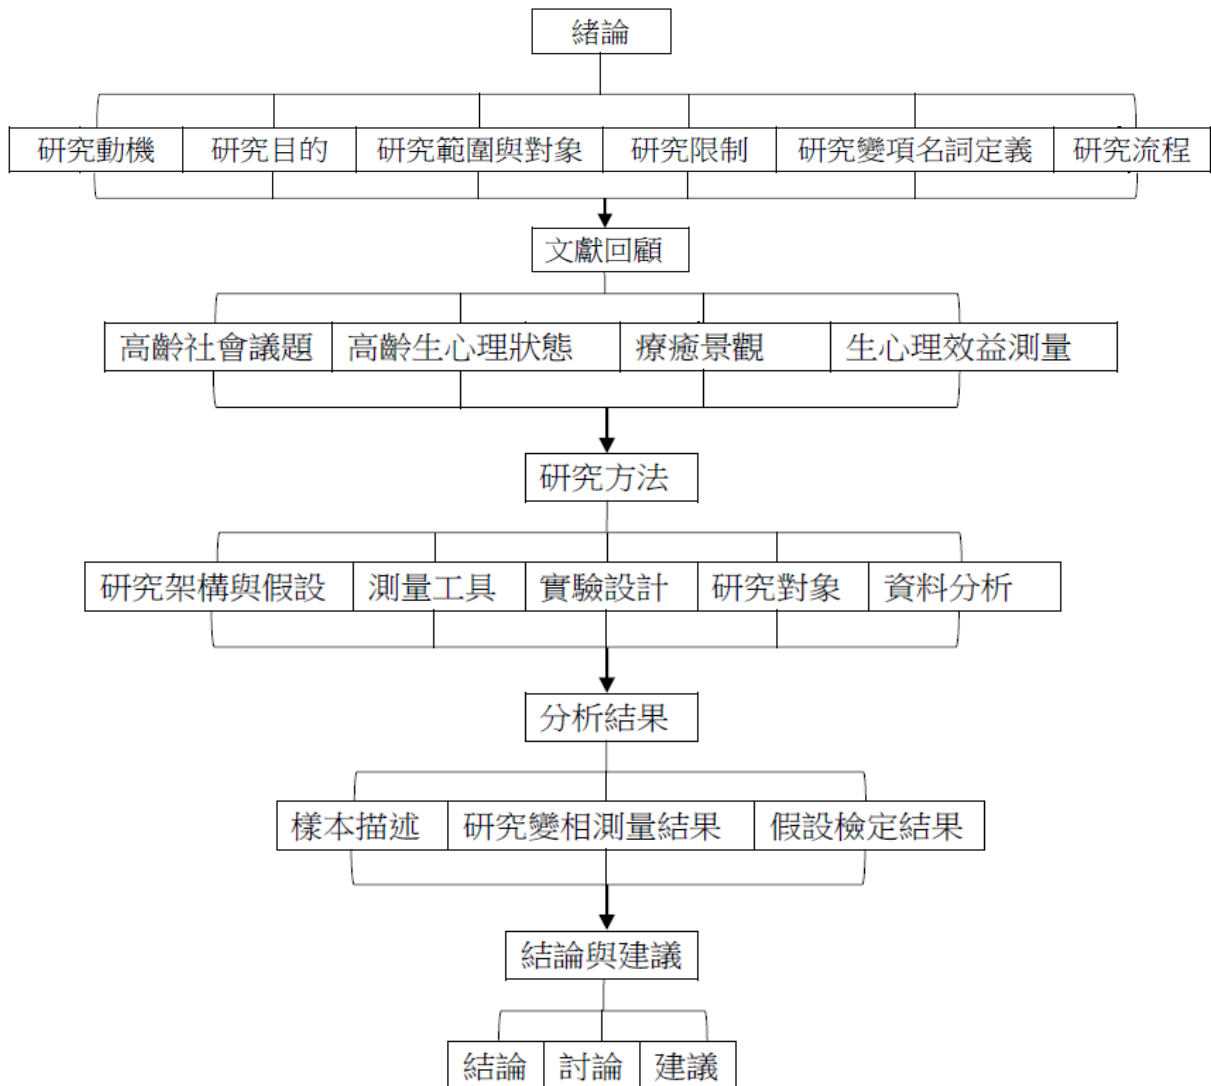 緒論
研究動機 研究目的 研究範圍與對象 研究限制 研究變項名詞定義 研究流程
文獻回顧
高齡社會議題 高齡生心理狀態 療癒景觀 生心理效益測量
研究方法
研究架構與假設 測量工具 實驗設計 研究對象 資料分析
分析結果
樣本描述 研究變相測量結果 假設檢定結果
結論與建議
結論 討論 建議